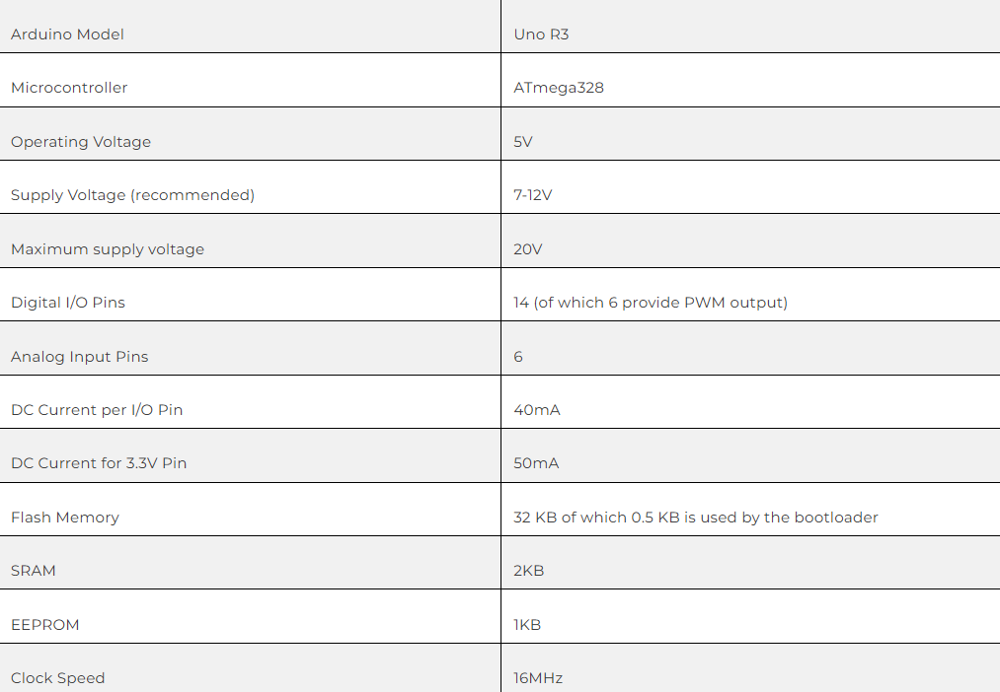 Arduino Model Uno R3
Microcontroller ATmega328
Operating Voltage 5V
Supply Voltage (recommended) 7-12V
Maximum supply voltage 20V
Digital I/O Pins 14 (of which 6 provide PWM output)
Analog Input Pins 6
DC Current per I/O Pin 40mA
DC Current for 3.3V Pin 50mA
Flash Memory 32 KB of which 0.5 KB is used by the bootloader
SRAM 2KB
EEPROM 1KB
Clock Speed 16MHz